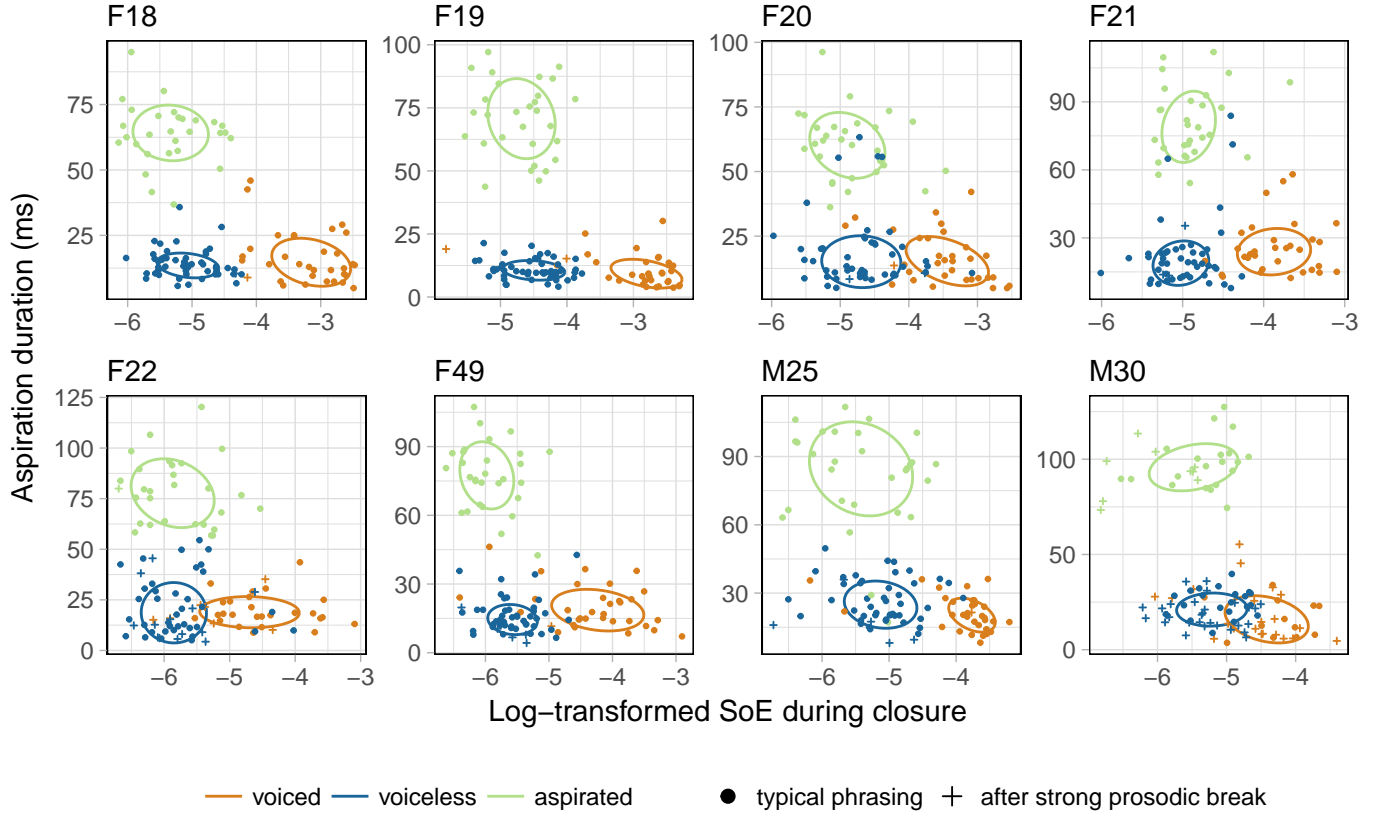 F18 F19 F20 F21
Aspiration duration (ms)
75
50
25
−6 −5 −4 −3
100
75
50
25
0
−6 −5 −4 −3
100
75
50
25
−6 −5 −4 −3
90
60
30
−6 −5 −4 −3
F22 F49 M25 M30
125
100
75
50
25
0
−6 −5 −4 −3
90
60
30
0
−6 −5 −4 −3
90
60
30
−6 −5 −4 −3
100
50
0
−6 −5 −4
Log−transformed SoE during closure
voiced voiceless aspirated typical phrasing after strong prosodic break